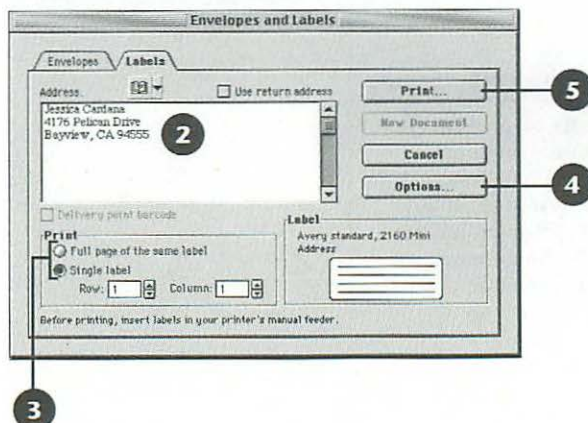 Envelopes and Labels
Envelopes Labels
Address: Use return address
Jessica Cardana
4176 Pelican Drive
Bayview, CA 94555
Print...
New Document
Cancel
Options...
Delivery point barcode
Print
Full page of the same label
Single label
Row: 1 Column: 1
Label
Avery standard, 2160 Mini
Address
Before printing, insert labels in your printer's manual feeder.
2
3
4
5